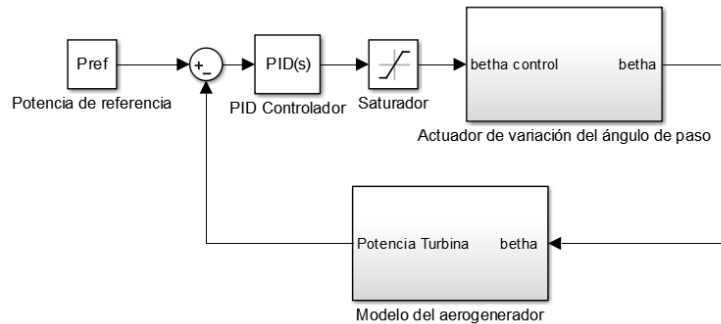 Pref
Potencia de referencia
PID(s)
PID Controlador
Saturador
betha control
betha
Actuador de variación del ángulo de paso
Potencia Turbina
betha
Modelo del aerogenerador